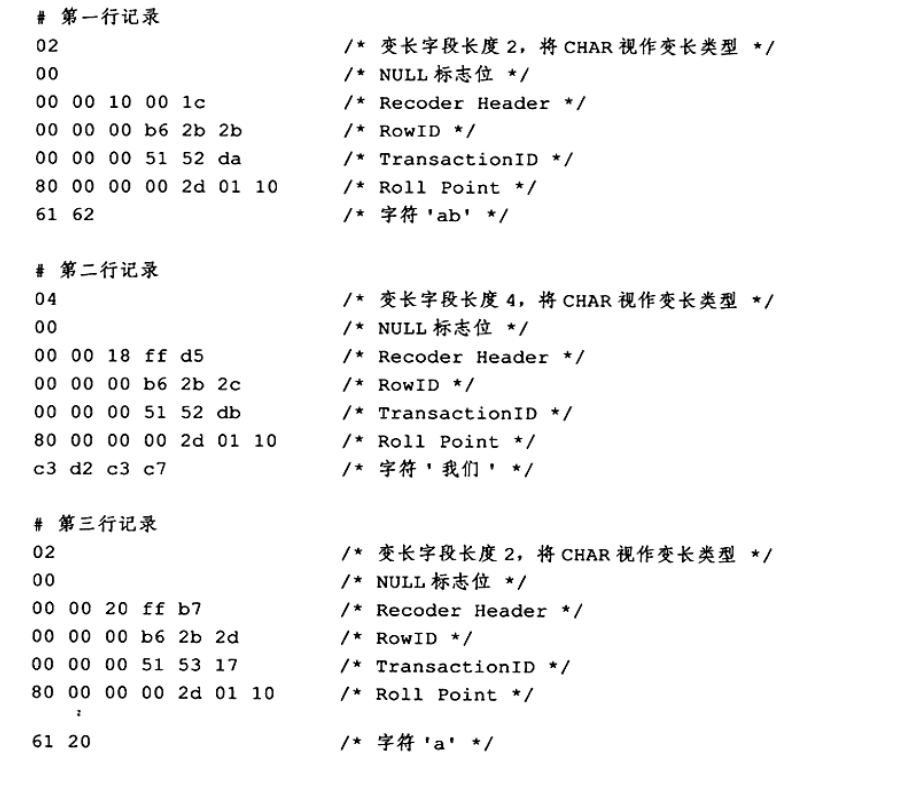 # 第一行记录
02 /* 变长字段长度 2，将 CHAR 视作变长类型 */
00 /* NULL 标志位 */
00 00 10 00 1c /* Recoder Header */
00 00 00 b6 2b 2b /* RowID */
00 00 00 51 52 da /* TransactionID */
80 00 00 00 2d 01 10 /* Roll Point */
61 62 /* 字符 'ab' */
# 第二行记录
04 /* 变长字段长度 4，将 CHAR 视作变长类型 */
00 /* NULL 标志位 */
00 00 18 ff d5 /* Recoder Header */
00 00 00 b6 2b 2c /* RowID */
00 00 00 51 52 db /* TransactionID */
80 00 00 00 2d 01 10 /* Roll Point */
c3 d2 c3 c7 /* 字符 '我们' */
# 第三行记录
02 /* 变长字段长度 2，将 CHAR 视作变长类型 */
00 /* NULL 标志位 */
00 00 20 ff b7 /* Recoder Header */
00 00 00 b6 2b 2d /* RowID */
00 00 00 51 53 17 /* TransactionID */
80 00 00 00 2d 01 10 /* Roll Point */
61 20 /* 字符 'a' */